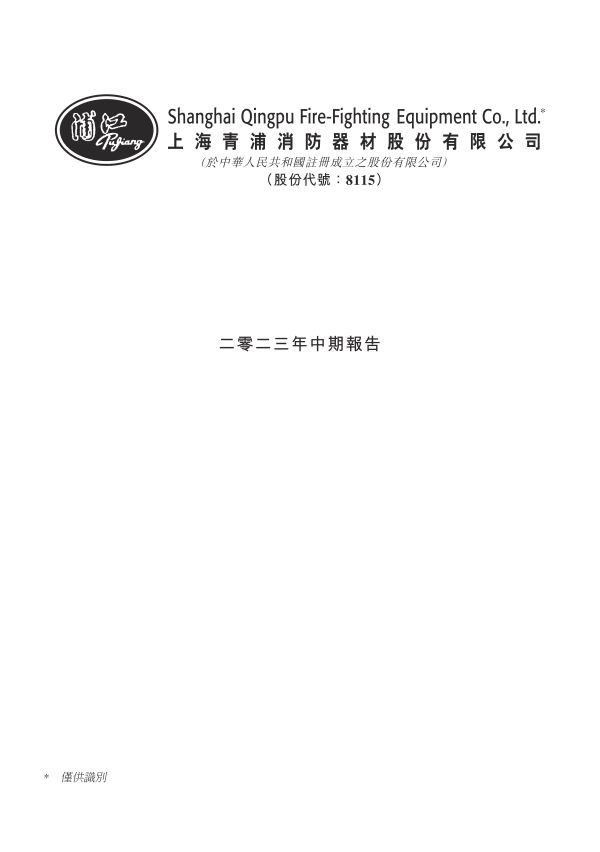 浦江
Pujiang
Shanghai Qingpu Fire-Fighting Equipment Co., Ltd.*
上海青浦消防器材股份有限公司
(於中華人民共和國註冊成立之股份有限公司)
(股份代號：8115)
二零二三年中期報告
* 僅供識別